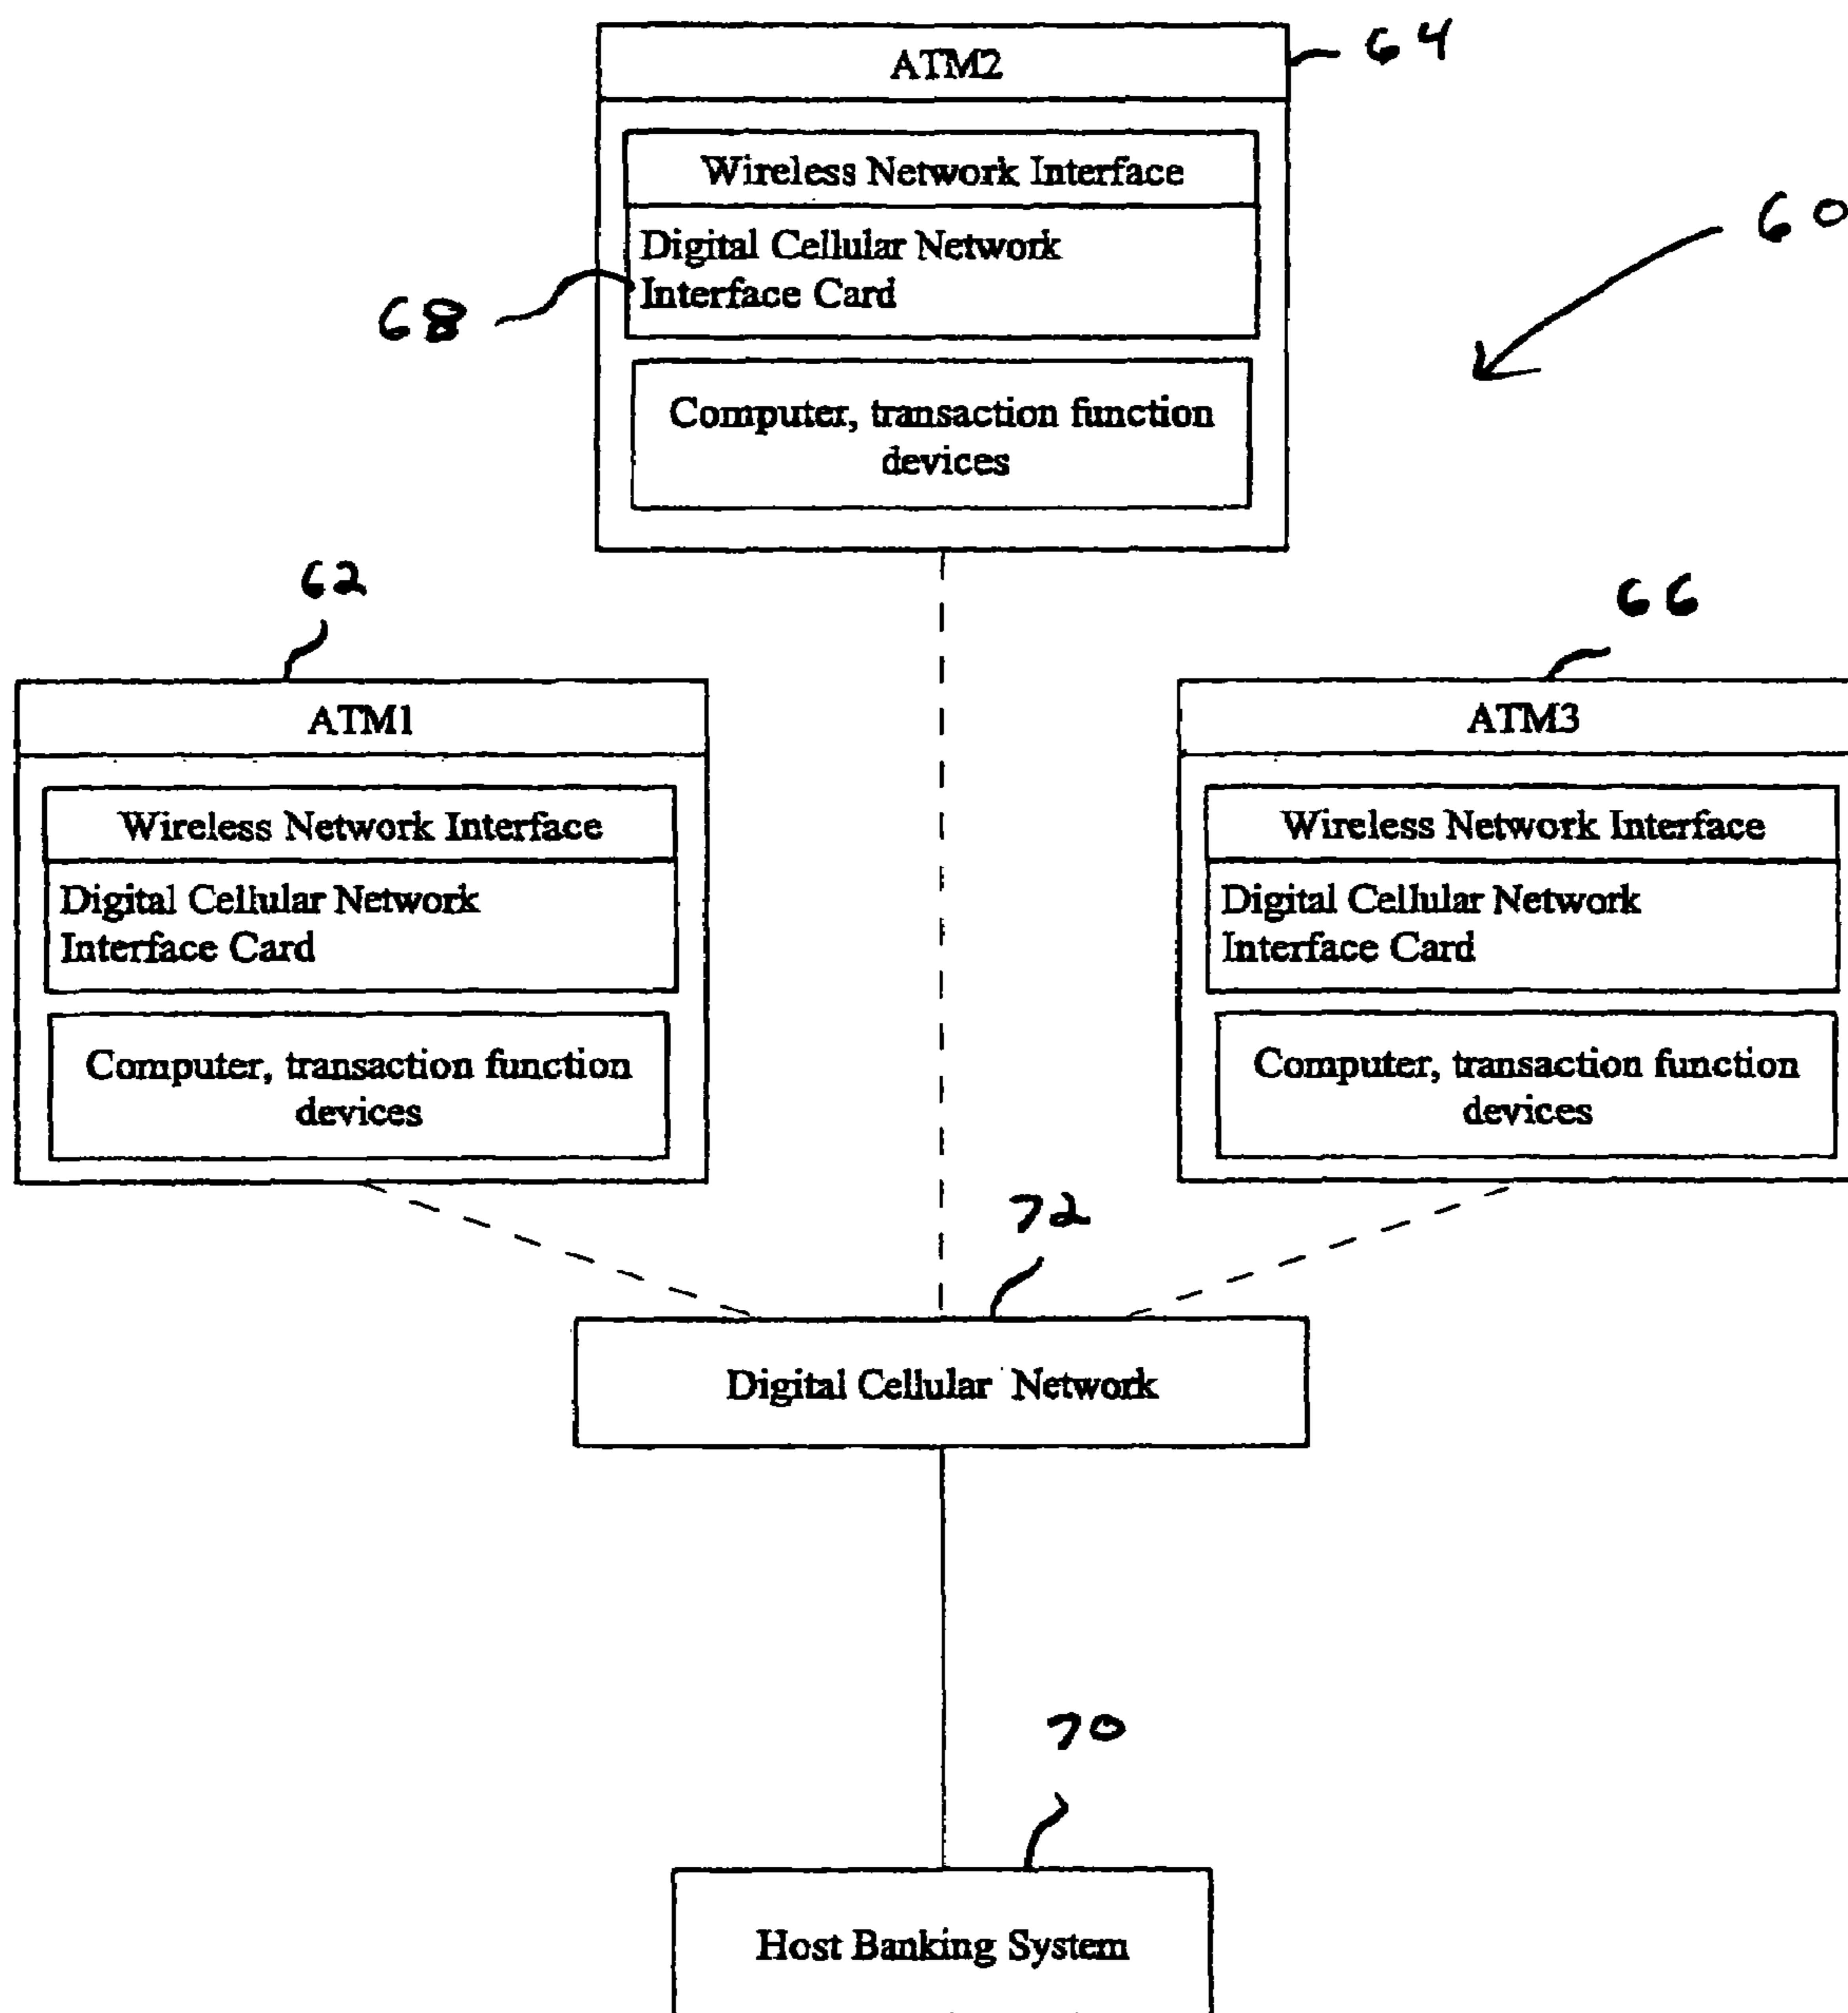 ATM2
64
Wireless Network Interface
60
Digital Cellular Network
Interface Card
68
Computer, transaction function
devices
62
66
ATM1
Wireless Network Interface
Digital Cellular Network
Interface Card
Computer, transaction function
devices
ATM3
Wireless Network Interface
Digital Cellular Network
Interface Card
Computer, transaction function
devices
72
Digital Cellular Network
70
Host Banking System